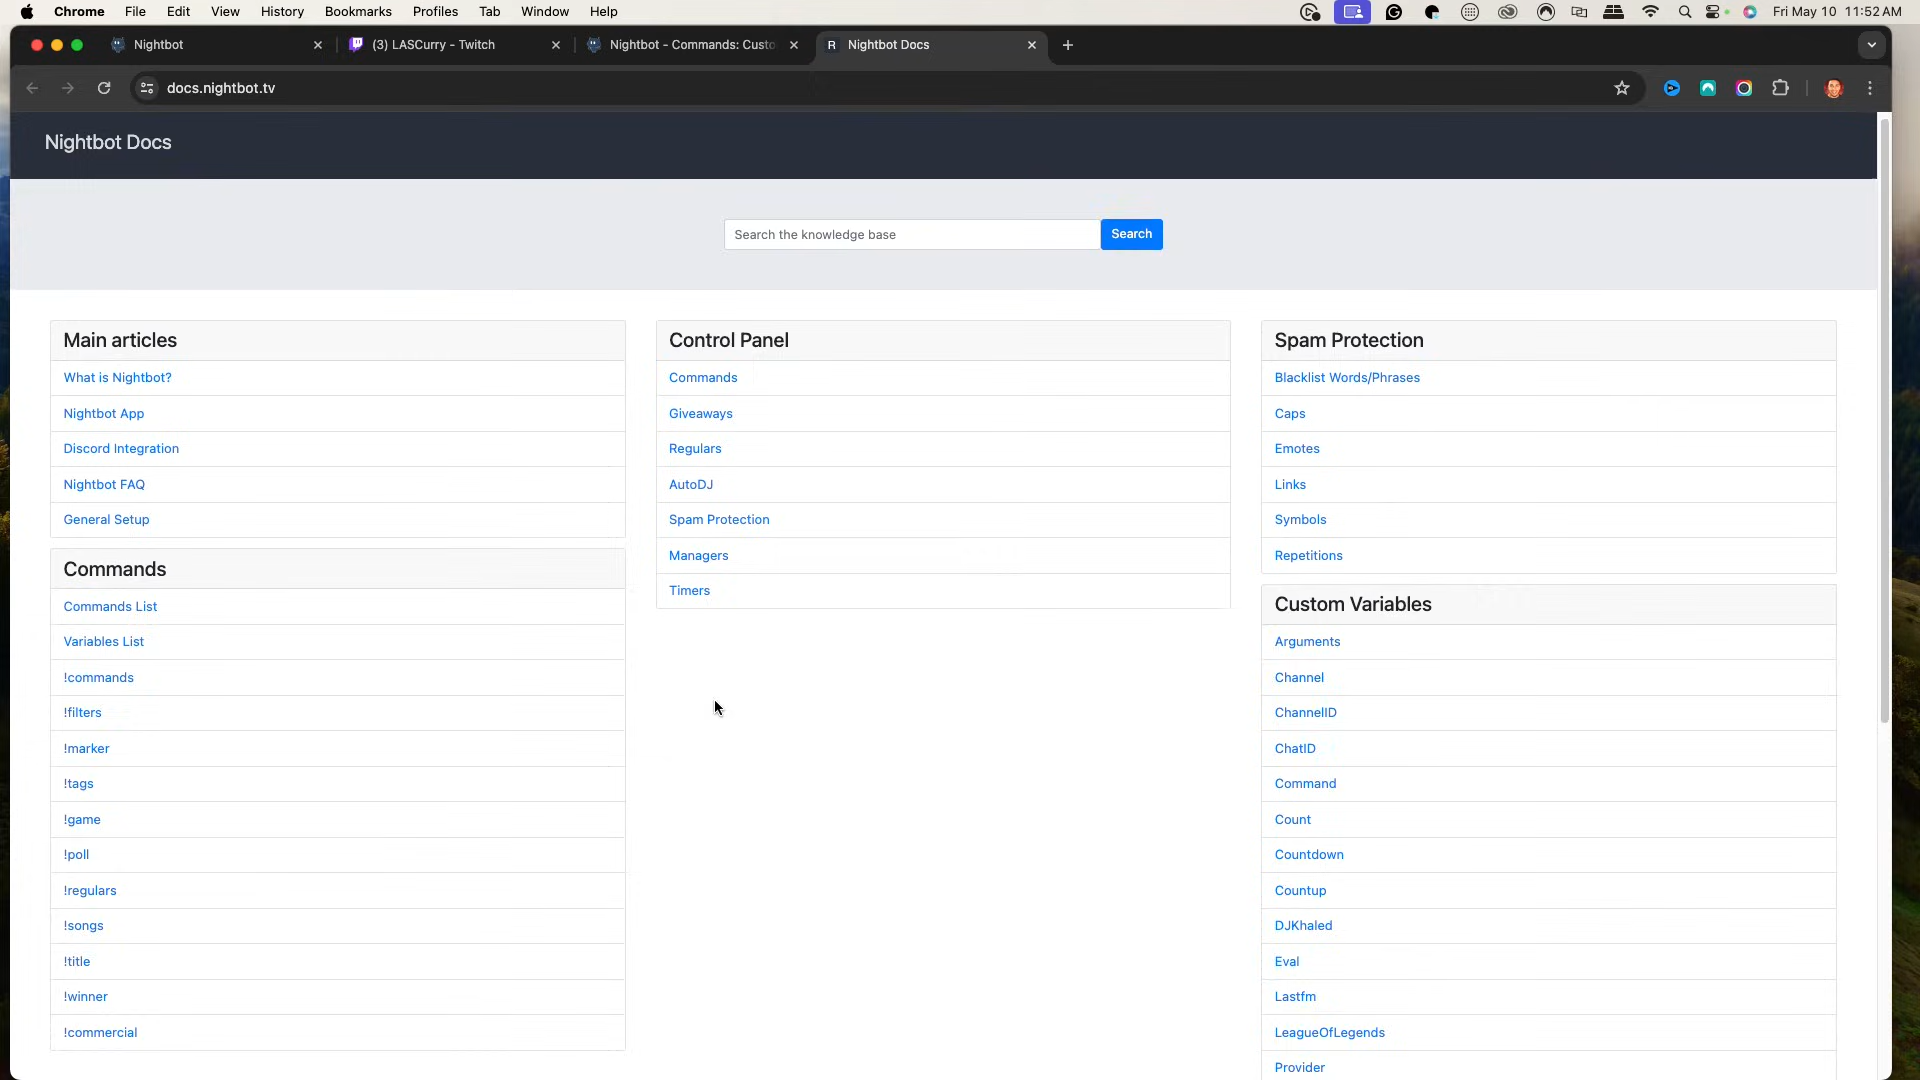 Chrome File Edit View History Bookmarks Profiles Tab Window Help Fri May 10 11:52 AM
Nightbot (3) LASCurry - Twitch Nightbot - Commands: Custo R Nightbot Docs
docs.nightbot.tv
Nightbot Docs
Search the knowledge base Search
Main articles
What is Nightbot?
Nightbot App
Discord Integration
Nightbot FAQ
General Setup
Commands
Commands List
Variables List
!commands
!filters
!marker
!tags
!game
!poll
!regulars
!songs
!title
!winner
!commercial
Control Panel
Commands
Giveaways
Regulars
AutoDJ
Spam Protection
Managers
Timers
Spam Protection
Blacklist Words/Phrases
Caps
Emotes
Links
Symbols
Repetitions
Custom Variables
Arguments
Channel
ChannelID
ChatID
Command
Count
Countdown
Countup
DJKhaled
Eval
Lastfm
LeagueOfLegends
Provider